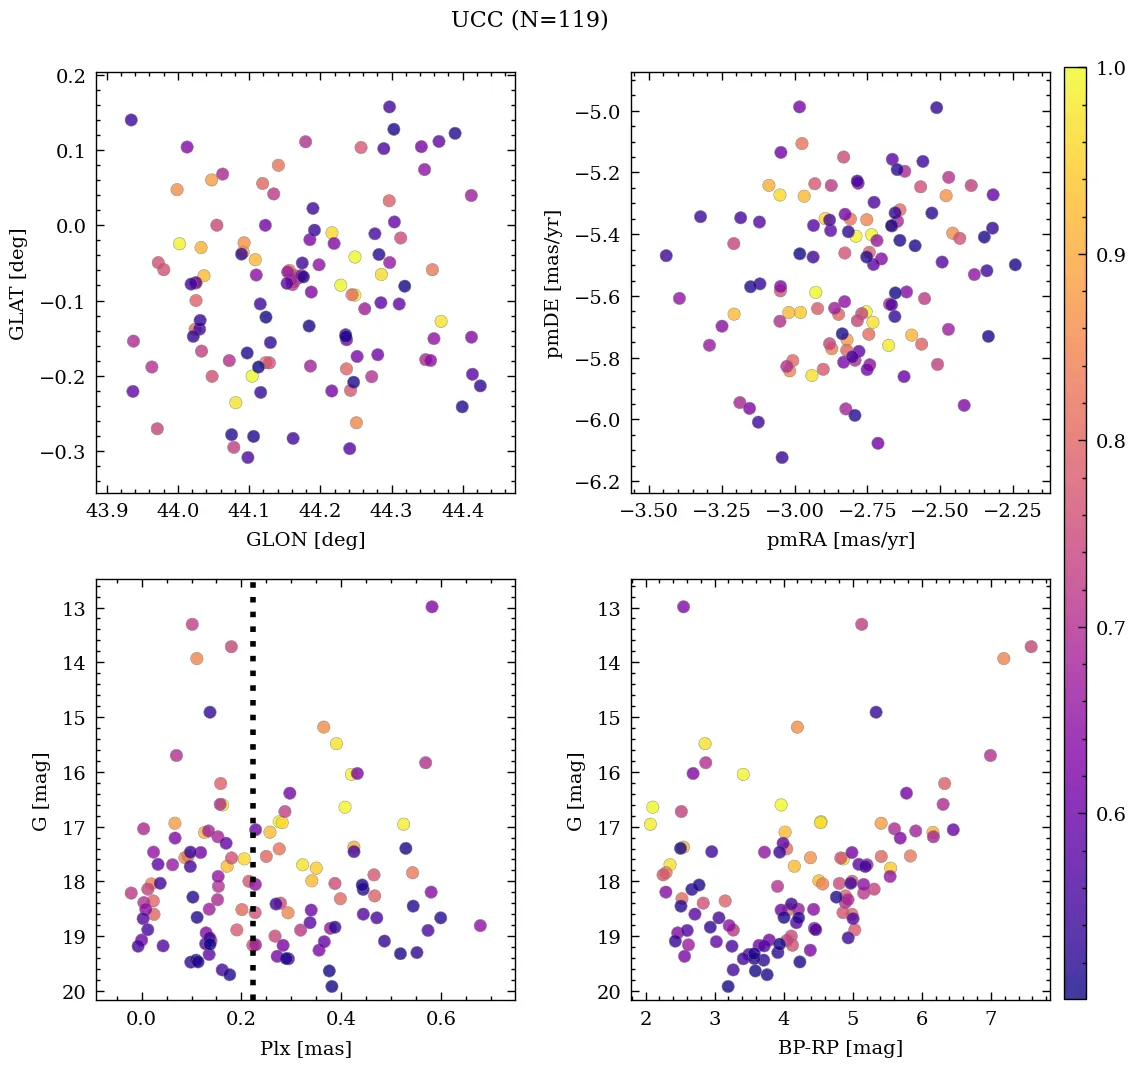 UCC (N=119)
0.2
0.1
0.0
−0.1
−0.2
−0.3
GLAT [deg]
43.9 44.0 44.1 44.2 44.3 44.4
GLON [deg]
−5.0
−5.2
−5.4
−5.6
−5.8
−6.0
−6.2
pmDE [mas/yr]
−3.50 −3.25 −3.00 −2.75 −2.50 −2.25
pmRA [mas/yr]
13
14
15
16
17
18
19
20
G [mag]
0.0 0.2 0.4 0.6
Plx [mas]
13
14
15
16
17
18
19
20
G [mag]
2 3 4 5 6 7
BP-RP [mag]
1.0
0.9
0.8
0.7
0.6